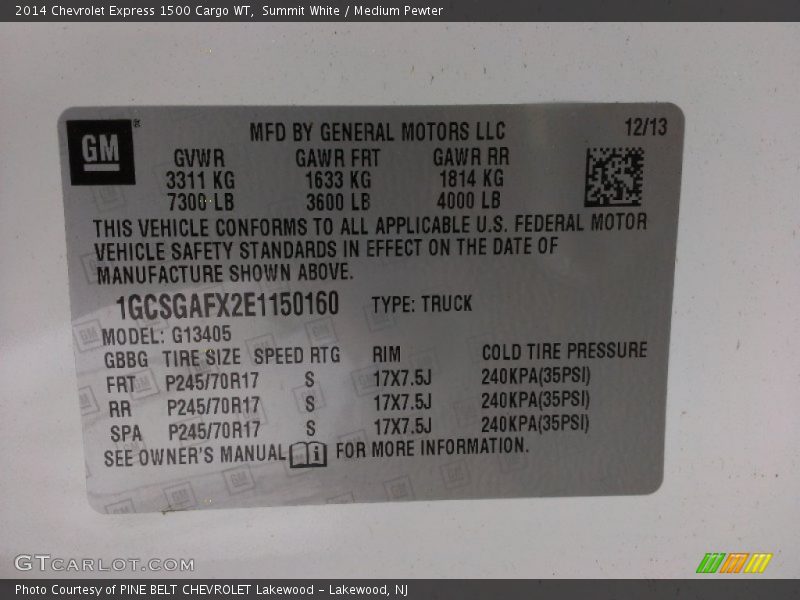 2014 Chevrolet Express 1500 Cargo WT,  Summit White / Medium Pewter
GM
MFD BY GENERAL MOTORS LLC
12/13
GVWR GAWR FRT GAWR RR
3311 KG 1633 KG 1814 KG
7300 LB 3600 LB 4000 LB
THIS VEHICLE CONFORMS TO ALL APPLICABLE U.S. FEDERAL MOTOR
VEHICLE SAFETY STANDARDS IN EFFECT ON THE DATE OF
MANUFACTURE SHOWN ABOVE.
1GCSGAFX2E1150160 TYPE: TRUCK
MODEL: G13405
GBBG TIRE SIZE SPEED RTG RIM COLD TIRE PRESSURE
FRT P245/70R17 S 17X7.5J 240KPA(35PSI)
RR P245/70R17 S 17X7.5J 240KPA(35PSI)
SPA P245/70R17 S 17X7.5J 240KPA(35PSI)
SEE OWNER'S MANUAL i FOR MORE INFORMATION.
GTCARLOT.COM
Photo Courtesy of PINE BELT CHEVROLET Lakewood - Lakewood, NJ